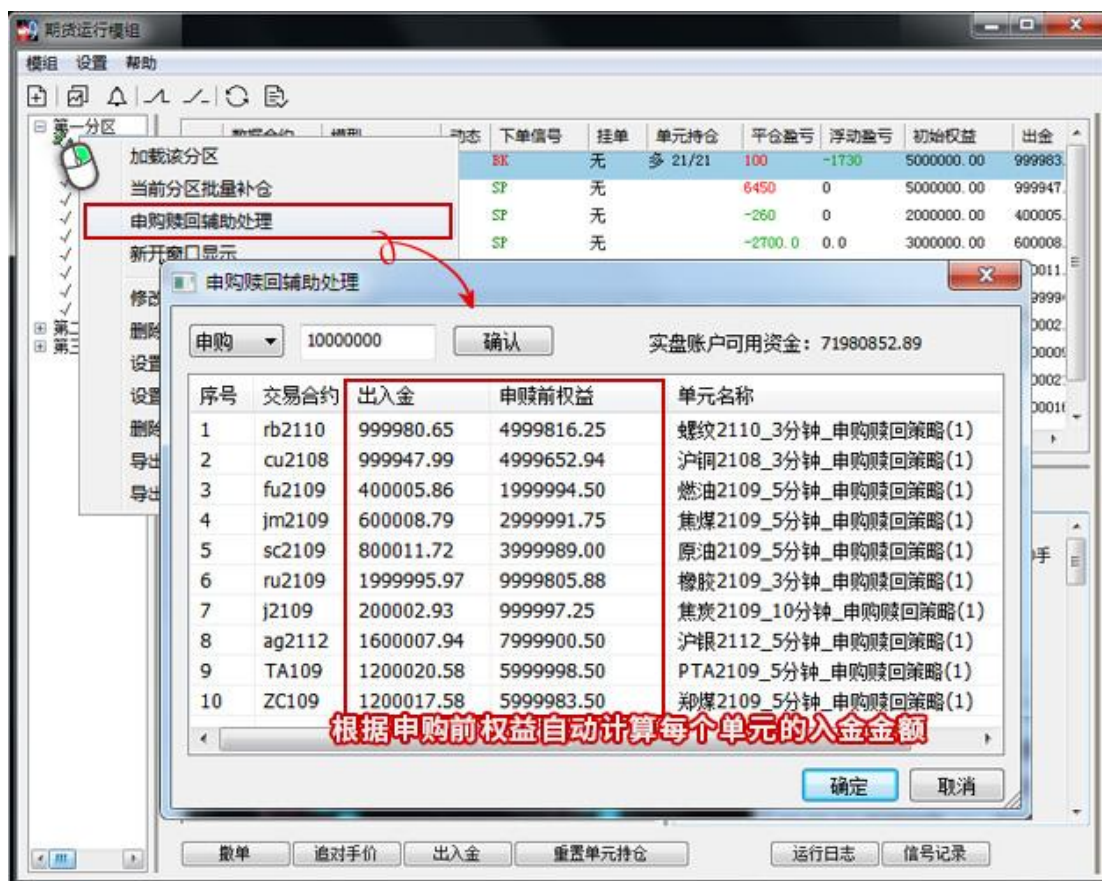 期货运行模组
模组 设置 帮助
第一分区
动态 下单信号 挂单 单元持仓 平仓盈亏 浮动盈亏 初始权益 出金
加载该分区
BK 无 多 21/21 100 -1730 5000000.00 999983.
当前分区批量补仓
SP 无 6450 0 5000000.00 999947.
申购赎回辅助处理
SP 无 -260 0 2000000.00 400005.
新开窗口显示
SP 无 -2700.0 0.0 3000000.00 600008.
申购赎回辅助处理
修改
删除
设置
设置
删除
导出
导出
申购 10000000 确认 实盘账户可用资金: 71980852.89
序号 交易合约 出入金 申赎前权益 单元名称
1 rb2110 999980.65 4999816.25 螺纹2110_3分钟_申购赎回策略(1)
2 cu2108 999947.99 4999652.94 沪铜2108_3分钟_申购赎回策略(1)
3 fu2109 400005.86 1999994.50 燃油2109_5分钟_申购赎回策略(1)
4 jm2109 600008.79 2999991.75 焦煤2109_5分钟_申购赎回策略(1)
5 sc2109 800011.72 3999989.00 原油2109_5分钟_申购赎回策略(1)
6 ru2109 1999995.97 9999805.88 橡胶2109_3分钟_申购赎回策略(1)
7 j2109 200002.93 999997.25 焦炭2109_10分钟_申购赎回策略(1)
8 ag2112 1600007.94 7999900.50 沪银2112_5分钟_申购赎回策略(1)
9 TA109 1200020.58 5999998.50 PTA2109_5分钟_申购赎回策略(1)
10 ZC109 1200017.58 5999983.50 郑煤2109_5分钟_申购赎回策略(1)
根据申购前权益自动计算每个单元的入金金额
确定 取消
撤单 追对手价 出入金 重置单元持仓 运行日志 信号记录